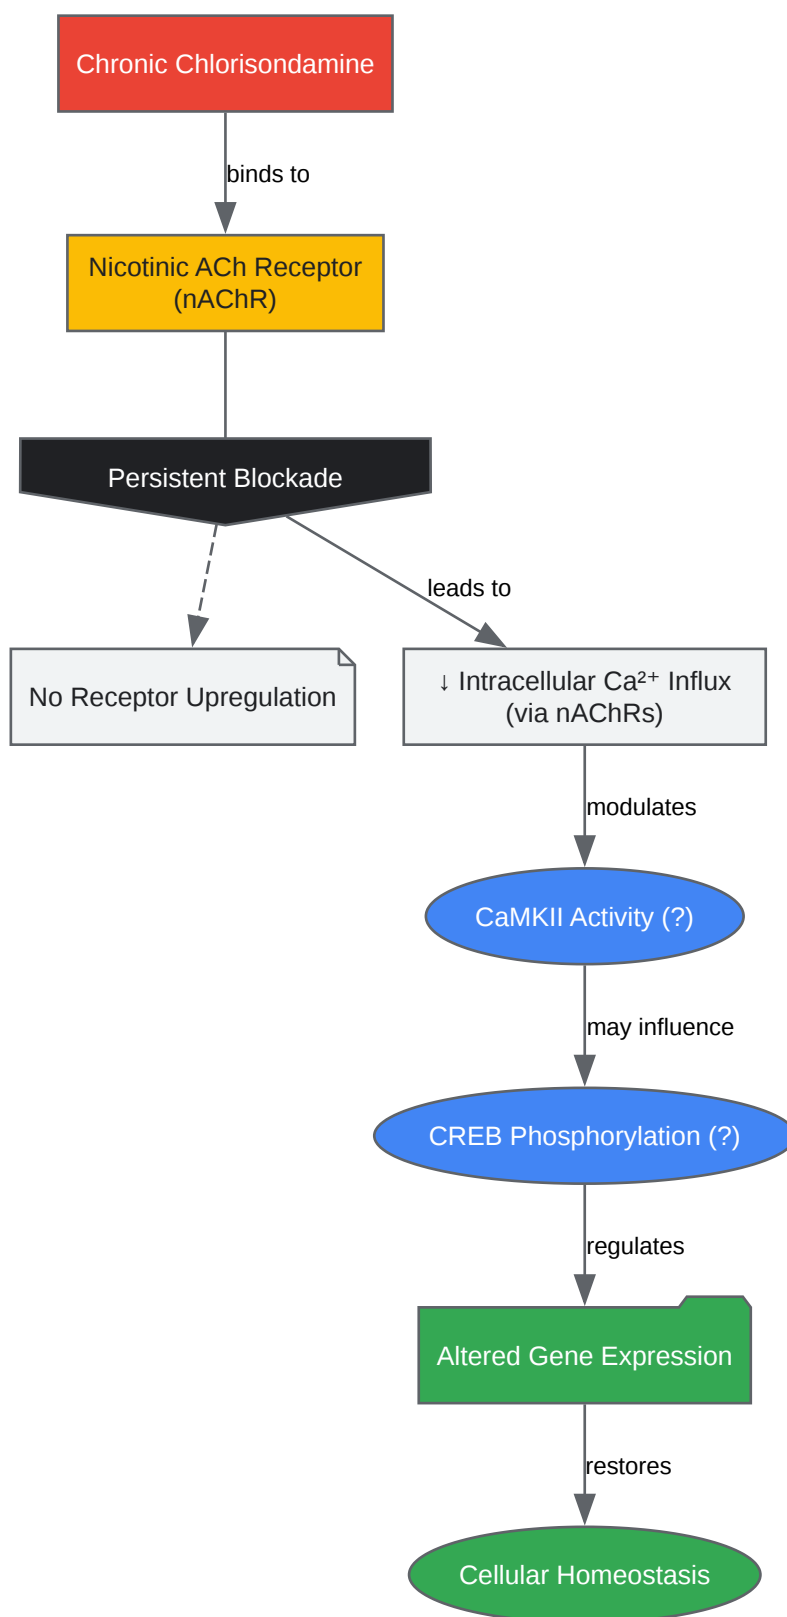 Chronic Chlorisondamine
binds to
Nicotinic ACh Receptor
(nAChR)
Persistent Blockade
leads to
No Receptor Upregulation
↓ Intracellular Ca²⁺ Influx
(via nAChRs)
modulates
CaMKII Activity (?)
may influence
CREB Phosphorylation (?)
regulates
Altered Gene Expression
restores
Cellular Homeostasis